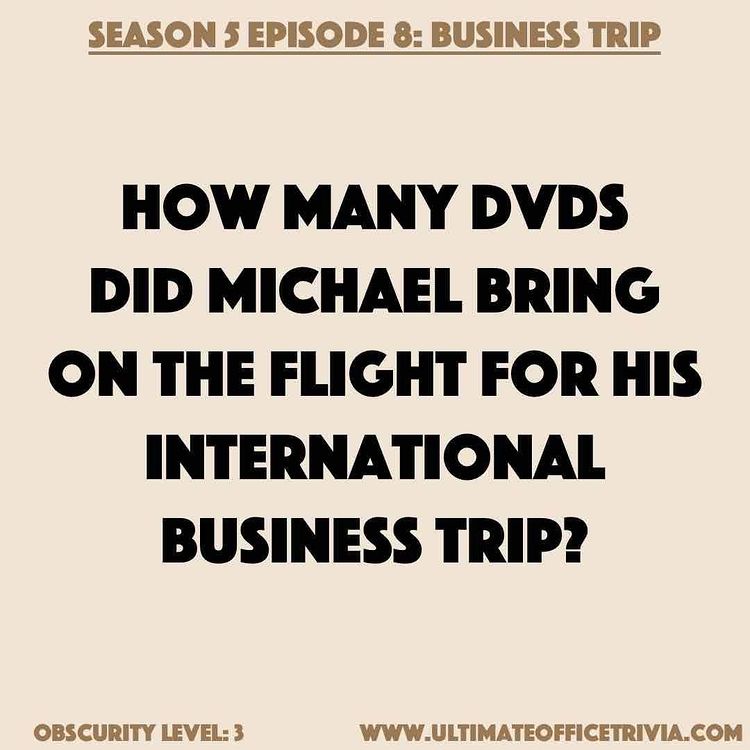 SEASON 5 EPISODE 8: BUSINESS TRIP
HOW MANY DVDS
DID MICHAEL BRING
ON THE FLIGHT FOR HIS
INTERNATIONAL
BUSINESS TRIP?
OBSCURITY LEVEL: 3
WWW.ULTIMATEOFFICETRIVIA.COM